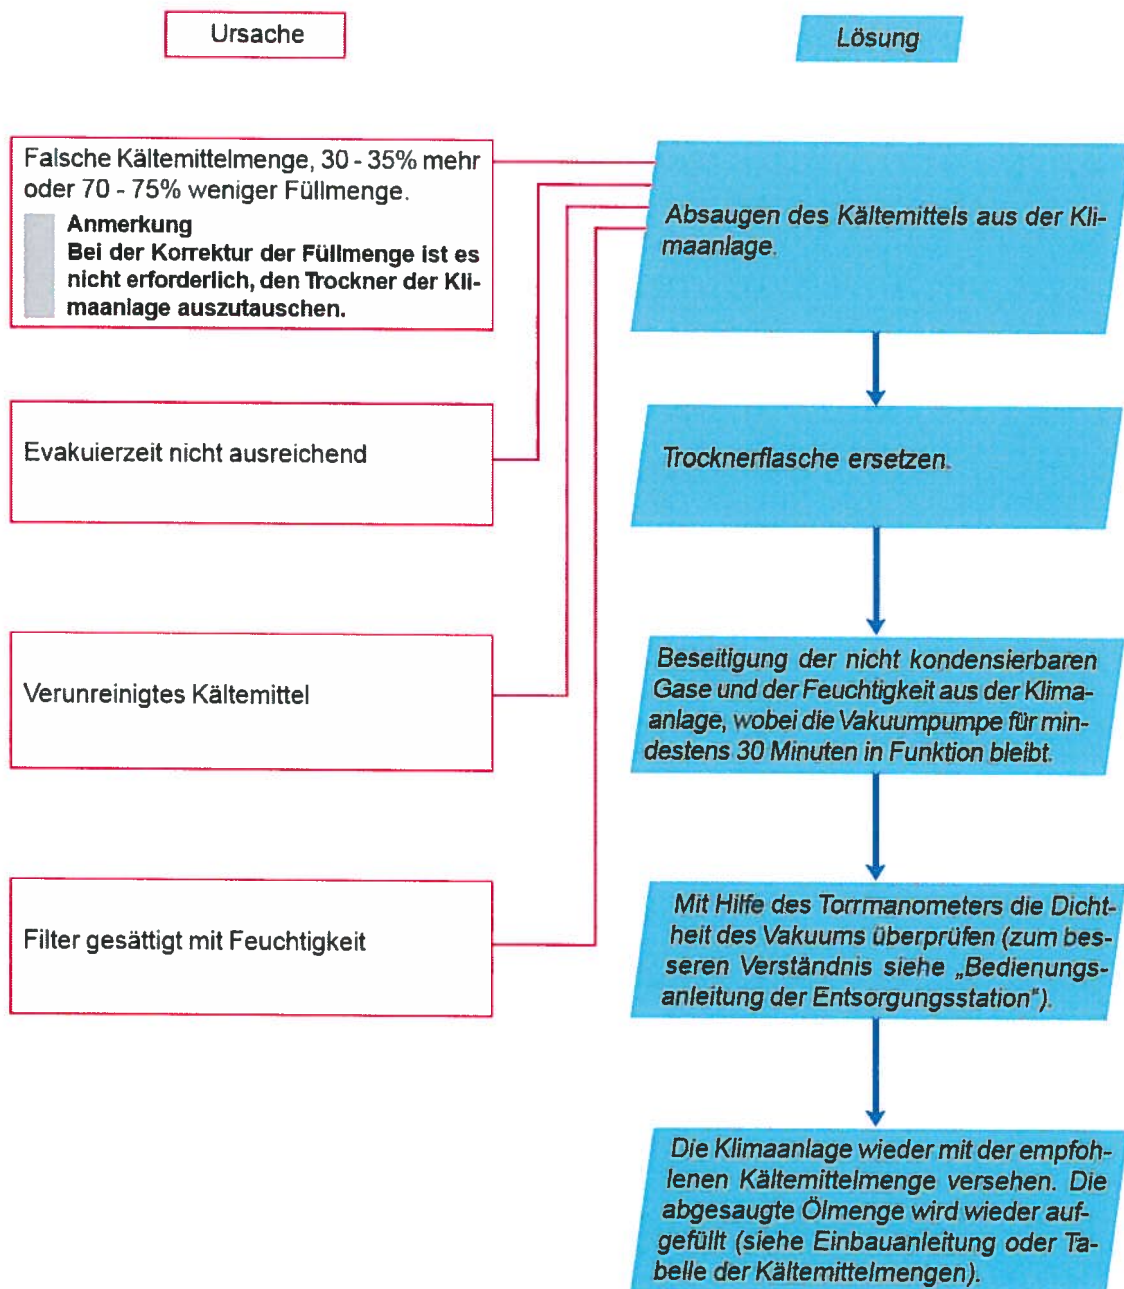 Ursache
Lösung
Falsche Kältemittelmenge, 30 - 35% mehr
oder 70 - 75% weniger Füllmenge.
Anmerkung
Bei der Korrektur der Füllmenge ist es
nicht erforderlich, den Trockner der Kli-
maanlage auszutauschen.
Absaugen des Kältemittels aus der Kli-
maanlage.
Evakuierzeit nicht ausreichend
Trocknerflasche ersetzen.
Verunreinigtes Kältemittel
Beseitigung der nicht kondensierbaren
Gase und der Feuchtigkeit aus der Klima-
anlage, wobei die Vakuumpumpe für min-
destens 30 Minuten in Funktion bleibt.
Filter gesättigt mit Feuchtigkeit
Mit Hilfe des Torrmanometers die Dicht-
heit des Vakuums überprüfen (zum bes-
seren Verständnis siehe „Bedienungs-
anleitung der Entsorgungsstation").
Die Klimaanlage wieder mit der empfoh-
lenen Kältemittelmenge versehen. Die
abgesaugte Ölmenge wird wieder auf-
gefüllt (siehe Einbauanleitung oder Ta-
belle der Kältemittelmengen).